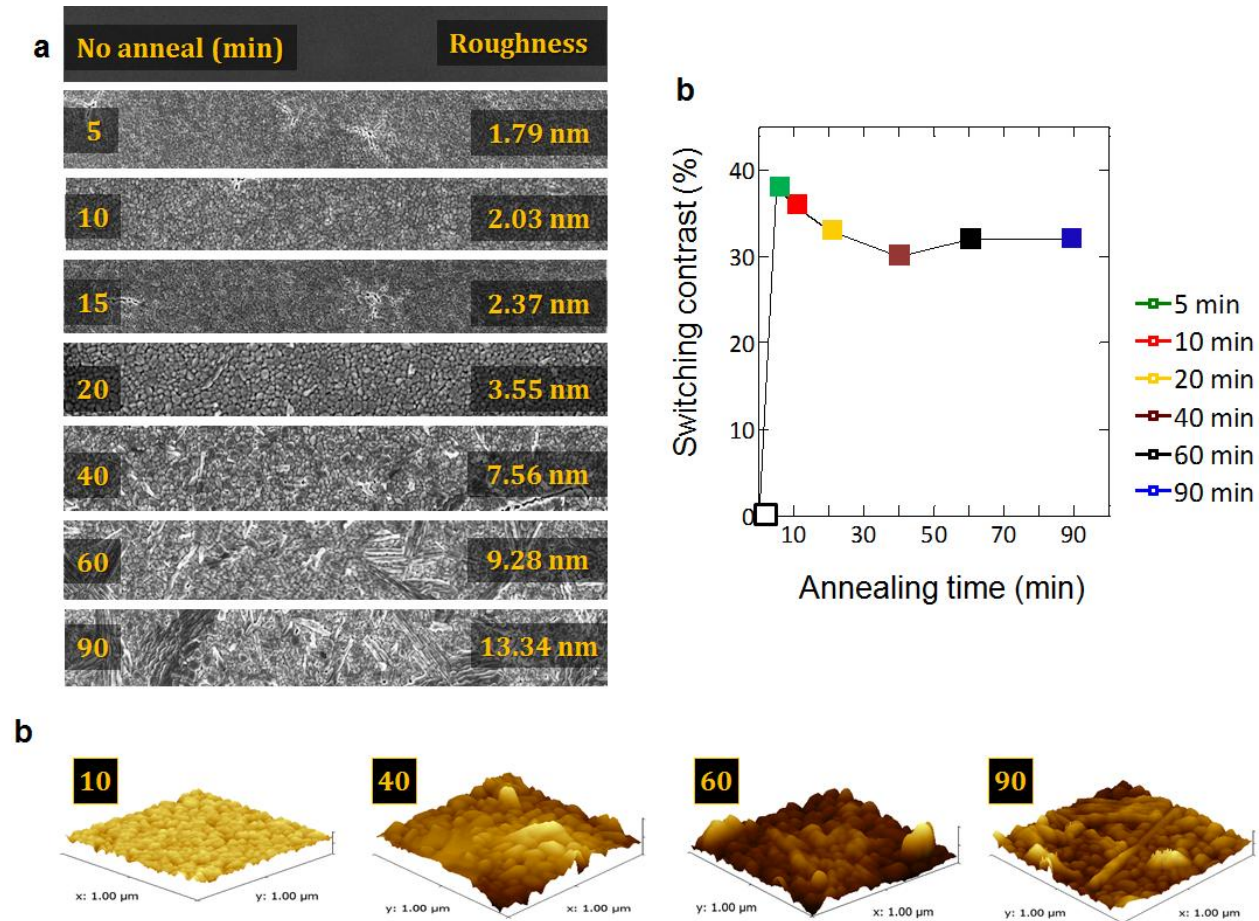 a
No anneal (min) Roughness
5 1.79 nm
10 2.03 nm
15 2.37 nm
20 3.55 nm
40 7.56 nm
60 9.28 nm
90 13.34 nm
b
Switching contrast (%)
40
30
20
10
0
10 20 30 40 50 60 70 80 90
Annealing time (min)
5 min
10 min
20 min
40 min
60 min
90 min
b
10
x: 1.00 µm y: 1.00 µm
40
y: 1.00 µm x: 1.00 µm
60
y: 1.00 µm x: 1.00 µm
90
y: 1.00 µm x: 1.00 µm